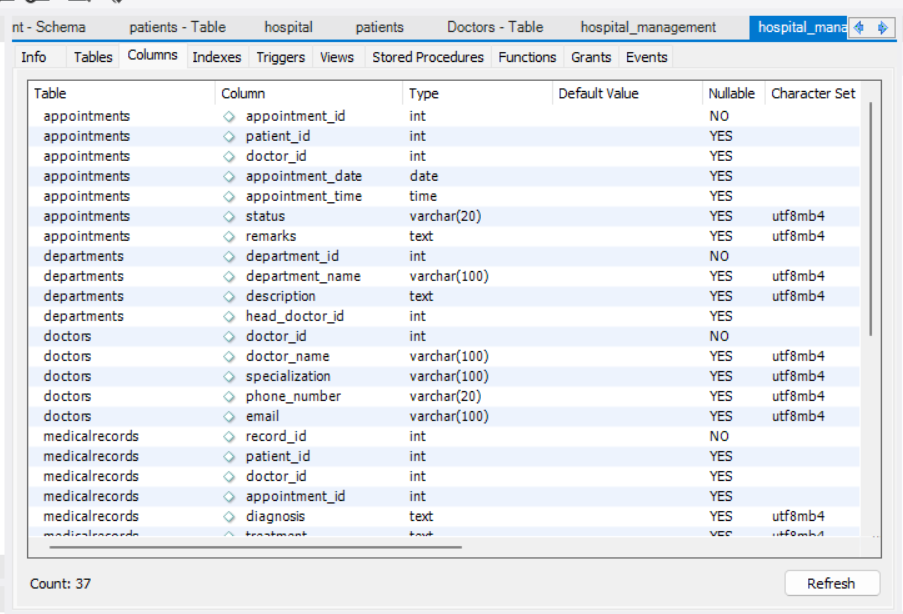 nt - Schema patients - Table hospital patients Doctors - Table hospital_management hospital_mana
Info Tables Columns Indexes Triggers Views Stored Procedures Functions Grants Events
Table Column Type Default Value Nullable Character Set
appointments appointment_id int NO
appointments patient_id int YES
appointments doctor_id int YES
appointments appointment_date date YES
appointments appointment_time time YES
appointments status varchar(20) YES utf8mb4
appointments remarks text YES utf8mb4
departments department_id int NO
departments department_name varchar(100) YES utf8mb4
departments description text YES utf8mb4
departments head_doctor_id int YES
doctors doctor_id int NO
doctors doctor_name varchar(100) YES utf8mb4
doctors specialization varchar(100) YES utf8mb4
doctors phone_number varchar(20) YES utf8mb4
doctors email varchar(100) YES utf8mb4
medicalrecords record_id int NO
medicalrecords patient_id int YES
medicalrecords doctor_id int YES
medicalrecords appointment_id int YES
medicalrecords diagnosis text YES utf8mb4
medicalrecords treatment text YES utf8mb4
Count: 37 Refresh